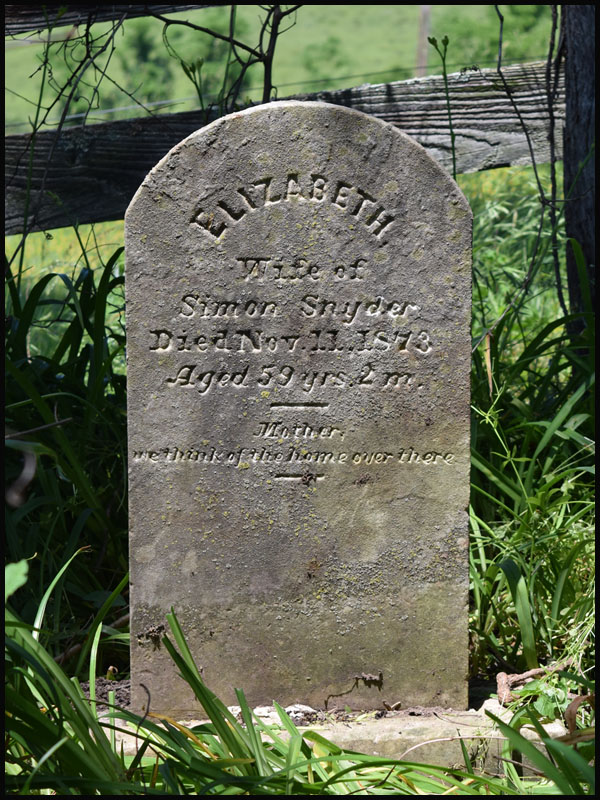 ELIZABETH,
Wife of
Simon Snyder
Died Nov. 11, 1873
Aged 59 yrs. 2 m.
Mother,
we think of the home over there